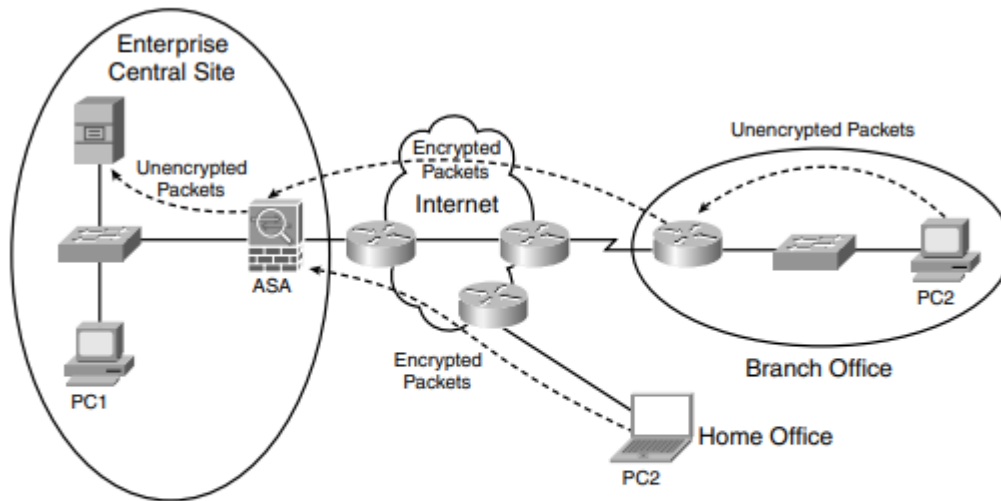 Enterprise
Central Site
Unencrypted
Packets
ASA
PC1
Encrypted
Packets
Internet
Encrypted
Packets
Unencrypted Packets
PC2
Branch Office
Home Office
PC2